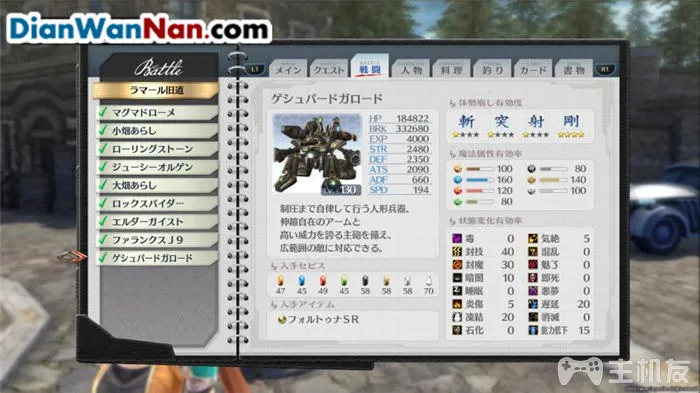 DianWanNan.com
Battle
L1
メイン
クエスト
BATTLE
戦闘
人物
料理
釣り
カード
書物
R1
ラマール旧道
マグマドローメ
小畑あらし
ローリングストーン
ジューシーオルゲン
大畑あらし
ロックスパイダー
エルダーガイスト
ファランクスJ9
ゲシュパードガロード
ゲシュパードガロード
Lv.130
HP 184822
BRK 332680
EXP 4000
STR 2480
DEF 2350
ATS 2090
ADF 660
SPD 194
制圧まで自律して行う人形兵器。
伸縮自在のアームと
高い威力を誇る主砲を備え、
広範囲の敵に対応できる。
入手セピス
47 45 49 45 58 58 70
入手アイテム
フォルトゥナSR
体勢崩し有効度
斬 突 射 剛
魔法属性有効率
100 80
160 140
120 100
80
状態変化有効率
毒 0 気絶 5
封技 40 混乱 0
封魔 30 魅了 0
暗闇 10 即死 0
睡眠 0 悪夢 0
炎傷 5 遅延 20
凍結 20 消滅 0
石化 0 能力低下 15
主机友